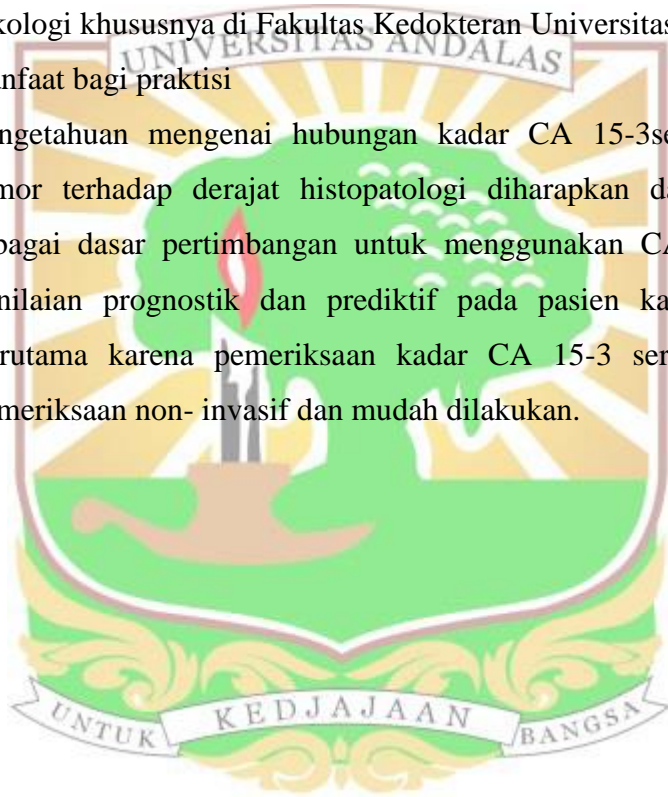 kologi khususnya di Fakultas Kedokteran Universitas
UNIVERSITAS ANDALAS
nfaat bagi praktisi
ngetahuan mengenai hubungan kadar CA 15-3se
mor terhadap derajat histopatologi diharapkan da
bagai dasar pertimbangan untuk menggunakan CA
nilaian prognostik dan prediktif pada pasien ka
rutama karena pemeriksaan kadar CA 15-3 ser
meriksaan non- invasif dan mudah dilakukan.
UNTUK KEDJAJAAN BANGSA